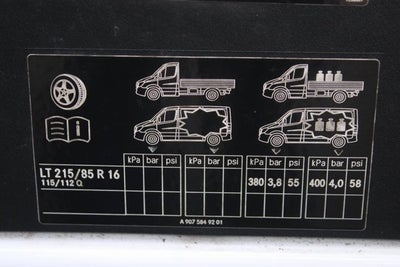 kPa bar psi kPa bar psi kPa bar psi kPa bar psi
LT 215/85 R 16 380 3,8 55 400 4,0 58
115/112 Q
A 907 584 92 01